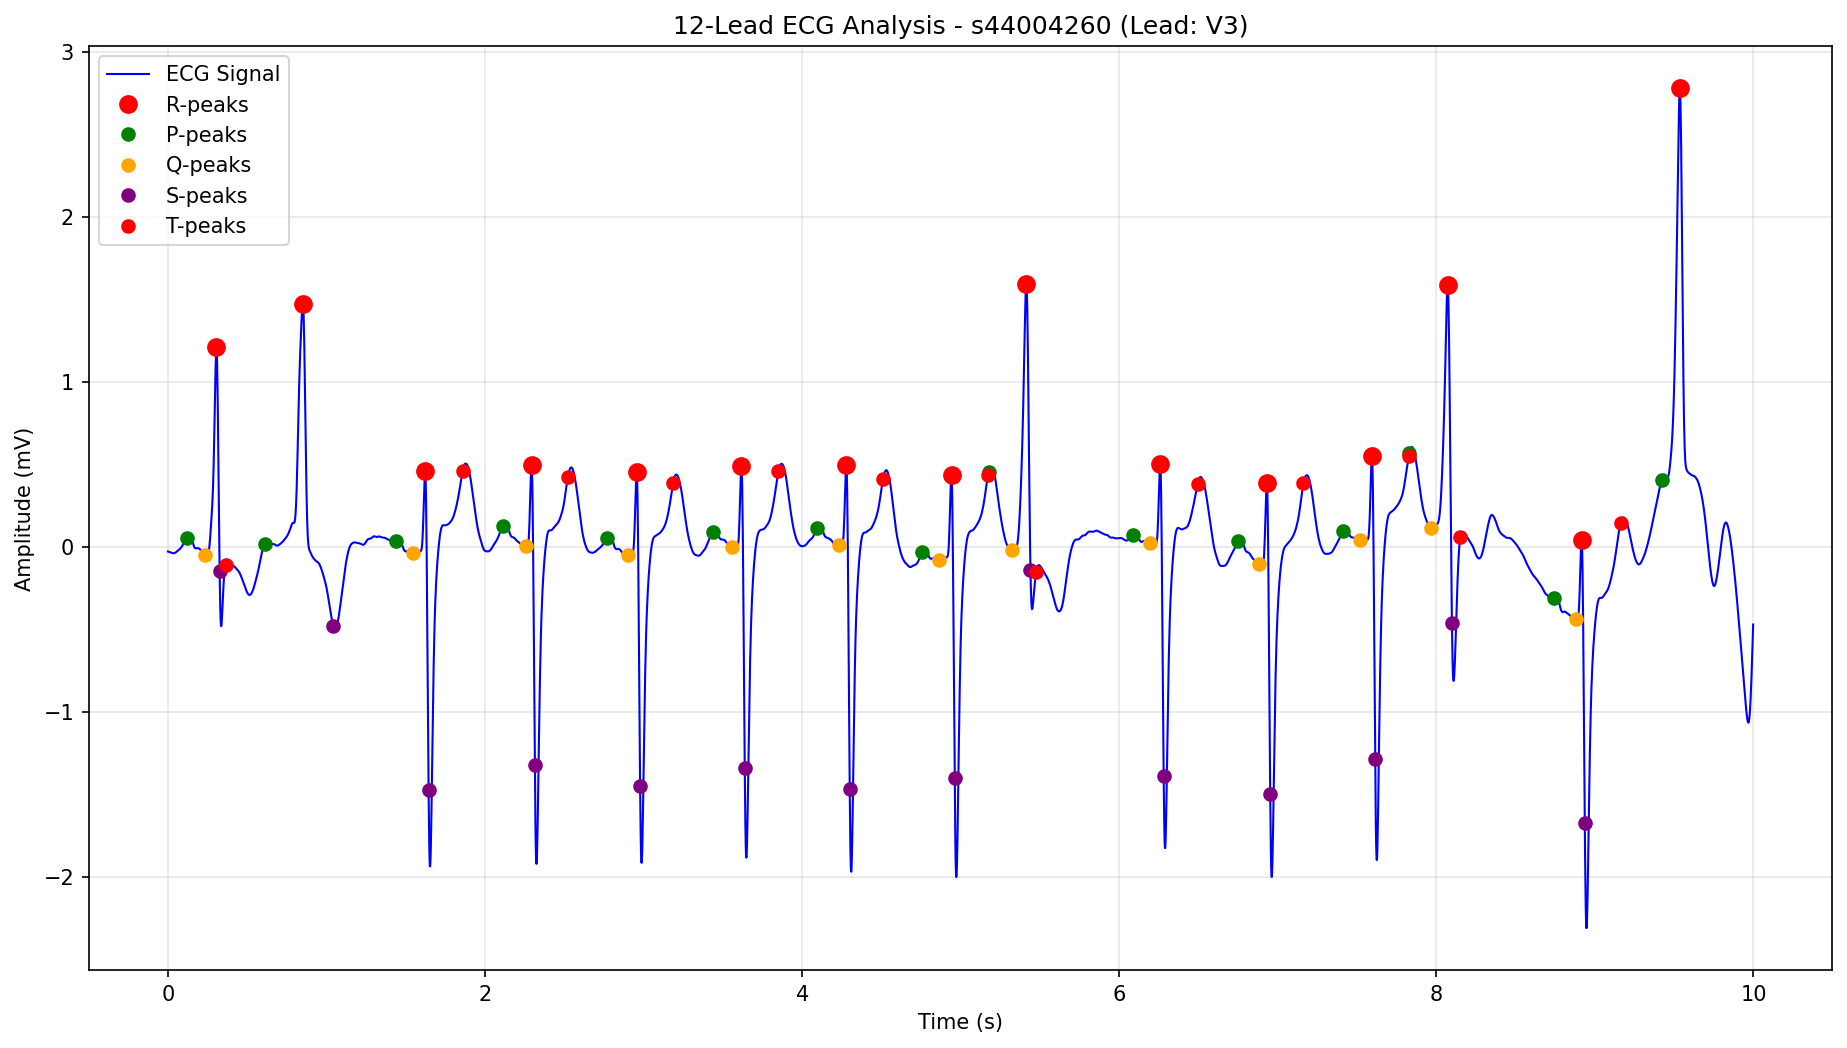 12-Lead ECG Analysis - s44004260 (Lead: V3)
ECG Signal
R-peaks
P-peaks
Q-peaks
S-peaks
T-peaks
Amplitude (mV)
3
2
1
0
−1
−2
0 2 4 6 8 10
Time (s)